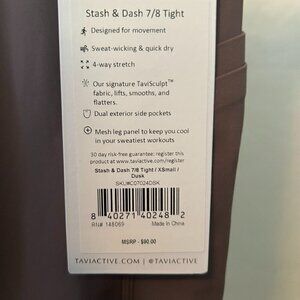 Stash & Dash 7/8 Tight
Designed for movement
Sweat-wicking & quick dry
4-way stretch
Our signature TaviSculpt™
fabric, lifts, smooths, and
flatters.
Dual exterior side pockets
Mesh leg panel to keep you cool
in your sweatiest workouts
30 day risk-free guarantee; register this
product at www.taviactive.com/register
Stash & Dash 7/8 Tight / XSmall /
Dusk
SKU#C07024DSK
8 40271 40248 2
RN# 148069 Made in China
MSRP - $90.00
TAVIACTIVE.COM / @TAVIACTIVE